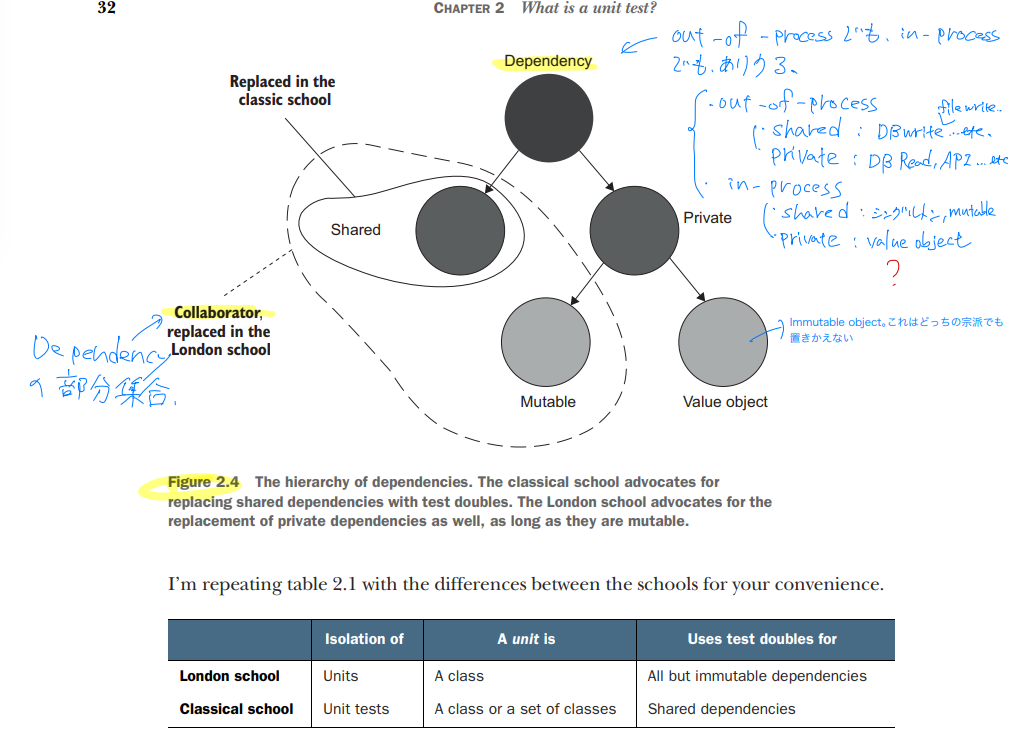 32
CHAPTER 2 What is a unit test?
out-of-process でも、in-process
でも、ありうる、
Dependency
Replaced in the
classic school
・out-of-process
filewrite..
・shared : DBwrite...etc.
private : DB Read, API...etc
・in-process
・shared : シングルトン, mutable
・private : value object
?
Shared
Private
Collaborator,
replaced in the
London school
Dependency
の部分集合.
Immutable object。これはどっちの宗派でも
置きかえない
Mutable
Value object
Figure 2.4 The hierarchy of dependencies. The classical school advocates for
replacing shared dependencies with test doubles. The London school advocates for the
replacement of private dependencies as well, as long as they are mutable.
I'm repeating table 2.1 with the differences between the schools for your convenience.
Isolation of A unit is Uses test doubles for
London school Units A class All but immutable dependencies
Classical school Unit tests A class or a set of classes Shared dependencies